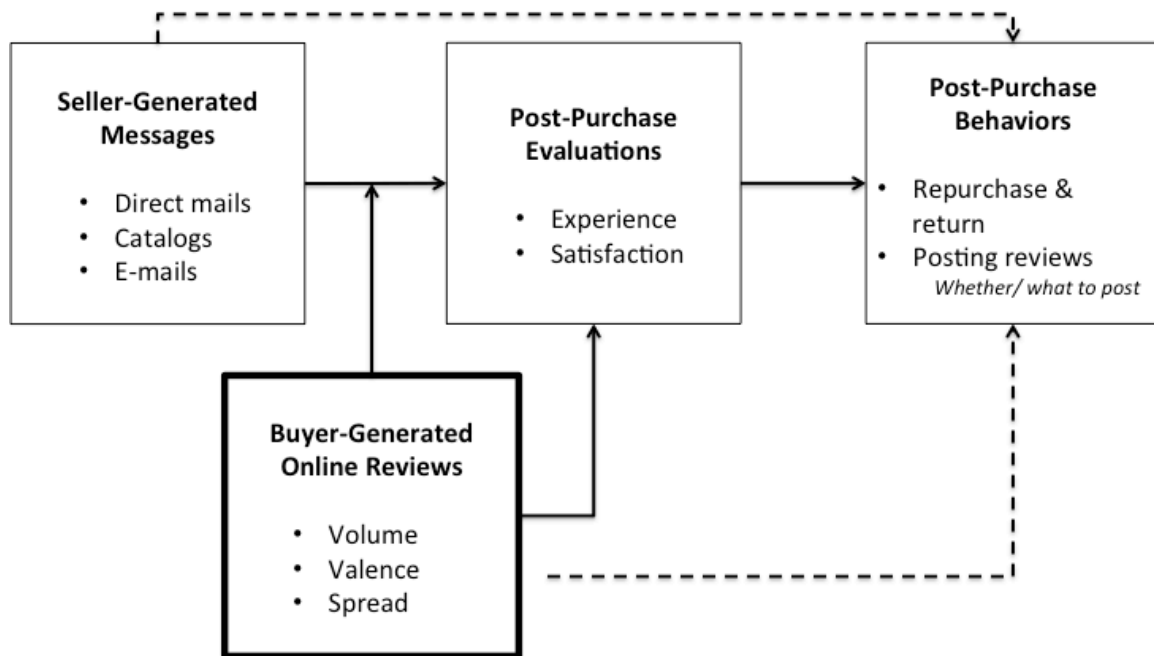 Seller-Generated
Messages
• Direct mails
• Catalogs
• E-mails
Post-Purchase
Evaluations
• Experience
• Satisfaction
Post-Purchase
Behaviors
• Repurchase &
return
• Posting reviews
Whether/ what to post
Buyer-Generated
Online Reviews
• Volume
• Valence
• Spread